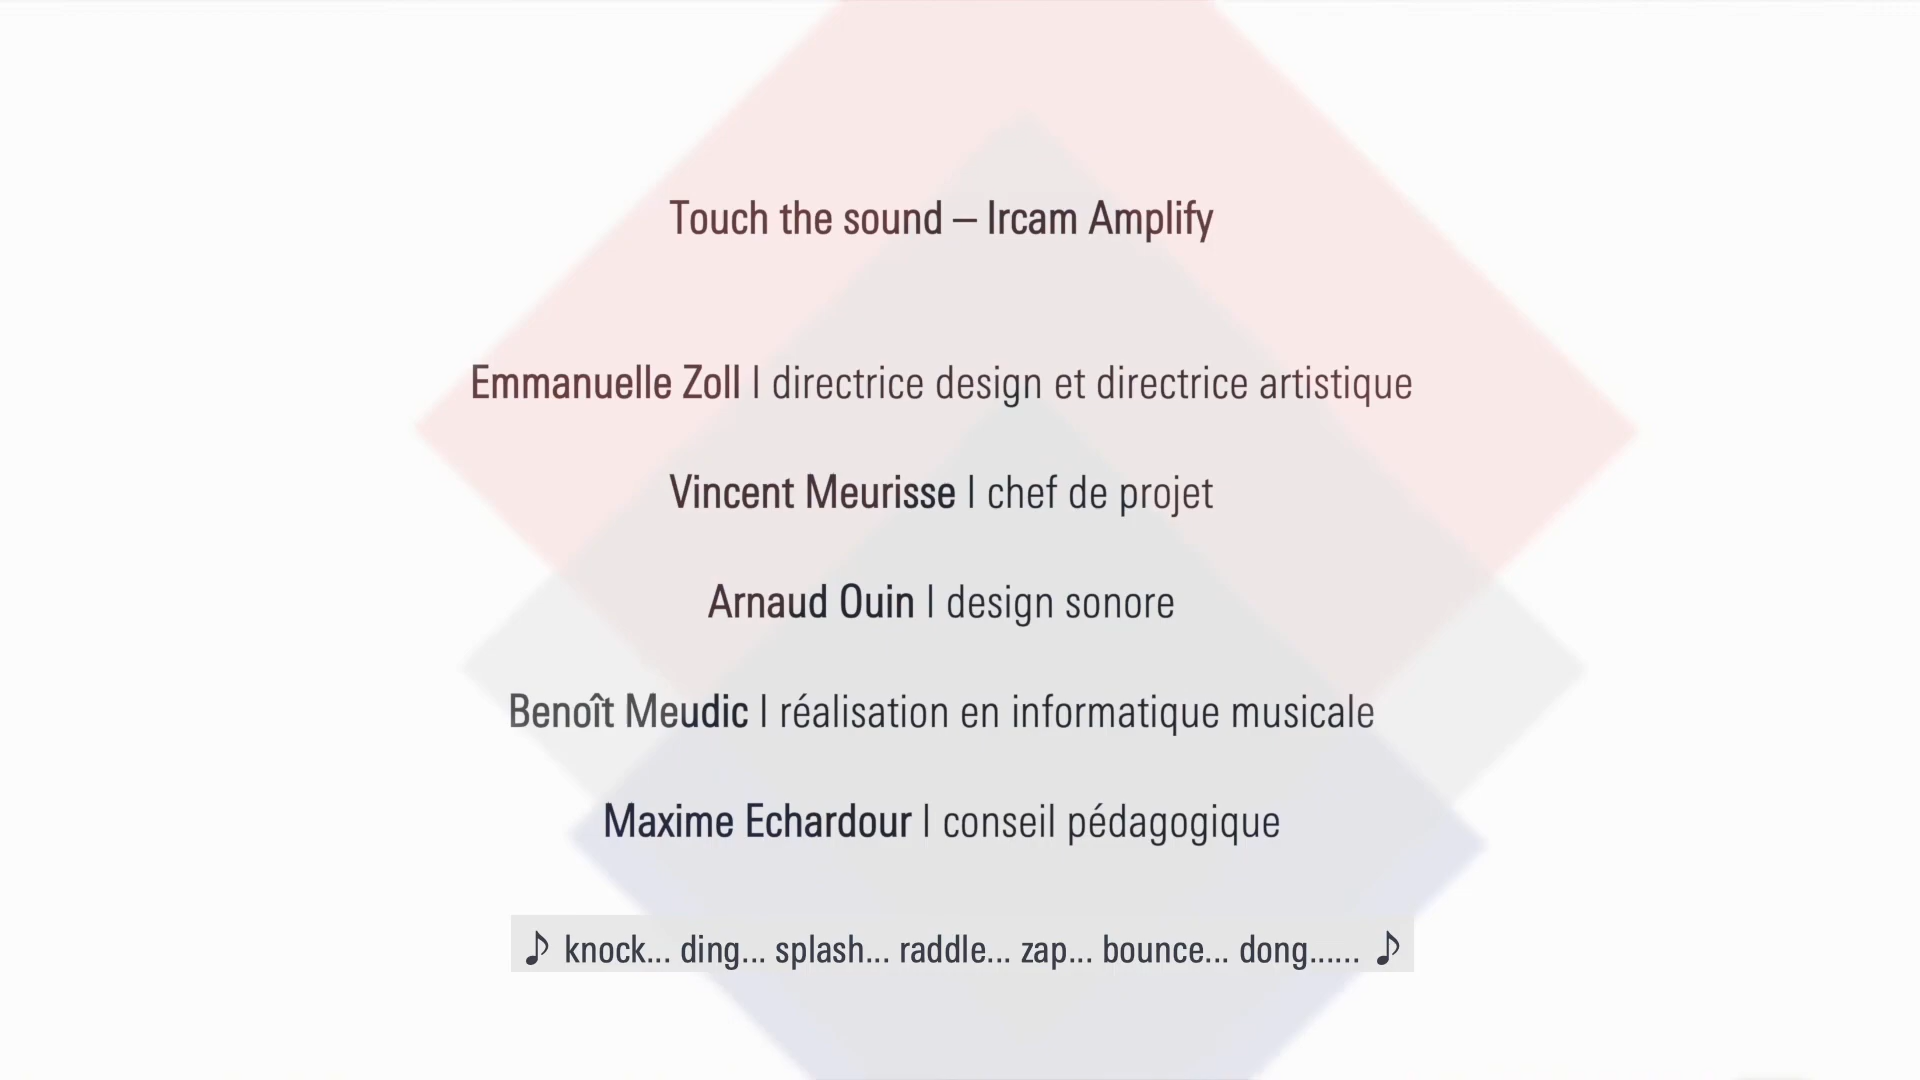 Touch the sound – Ircam Amplify
Emmanuelle Zoll | directrice design et directrice artistique
Vincent Meurisse | chef de projet
Arnaud Ouin | design sonore
Benoît Meudic | réalisation en informatique musicale
Maxime Echardour | conseil pédagogique
♪ knock... ding... splash... raddle... zap... bounce... dong...... ♪